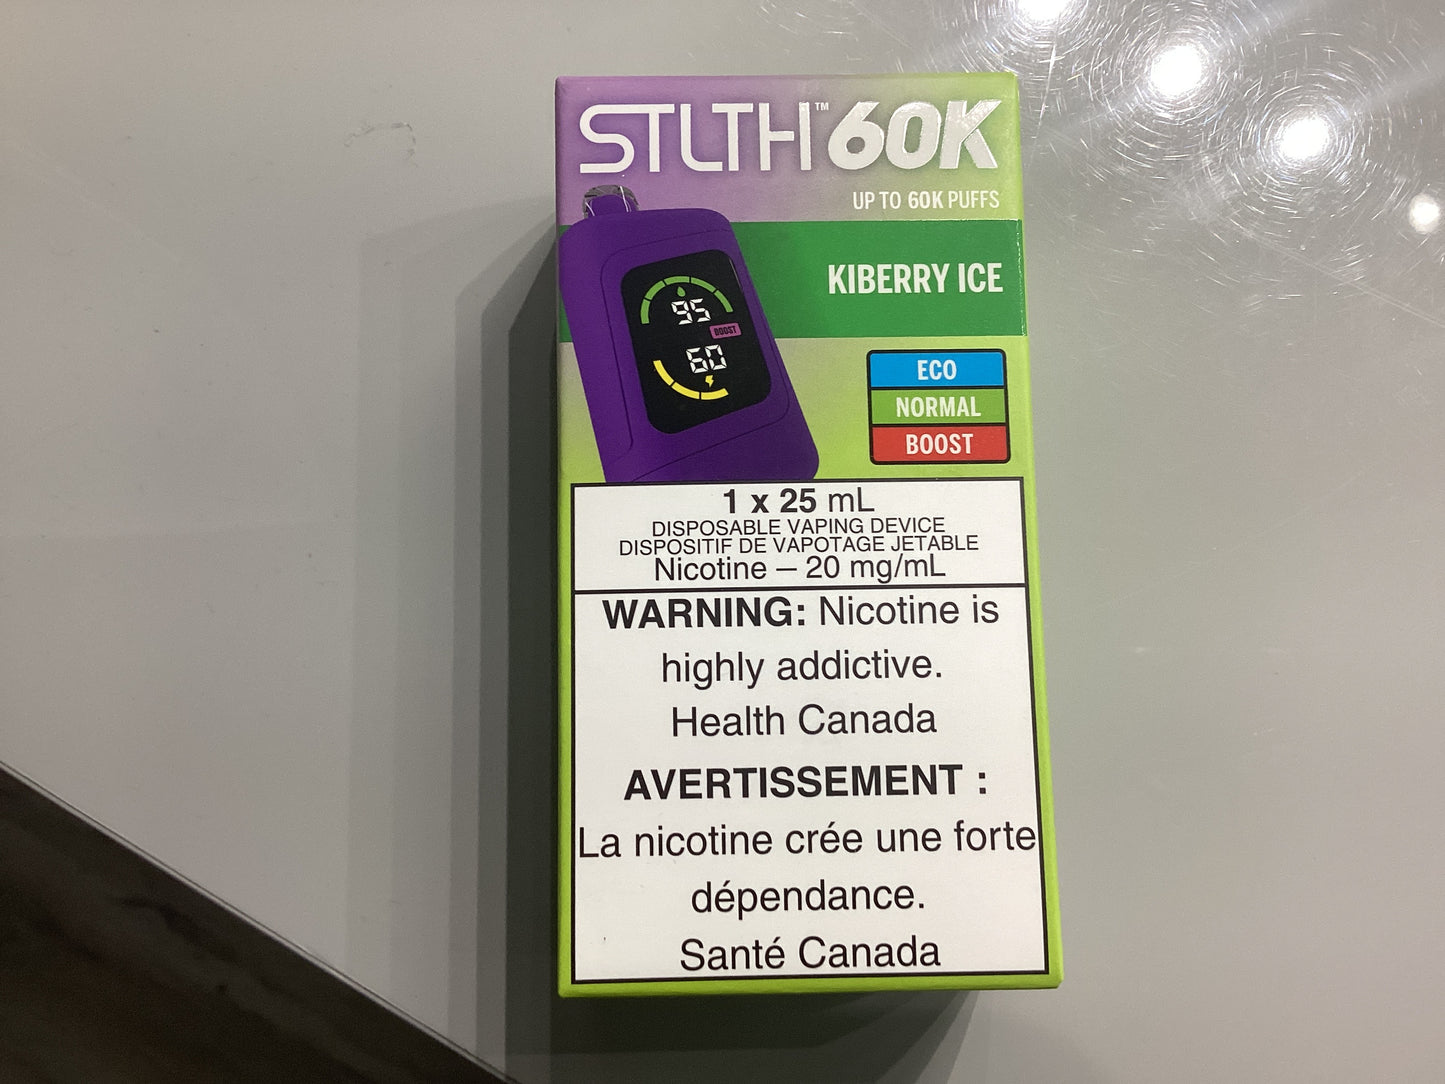 STLTH™ 60K
UP TO 60K PUFFS
KIBERRY ICE
95
BOOST
60
ECO
NORMAL
BOOST
1 x 25 mL
DISPOSABLE VAPING DEVICE
DISPOSITIF DE VAPOTAGE JETABLE
Nicotine – 20 mg/mL
WARNING: Nicotine is
highly addictive.
Health Canada
AVERTISSEMENT :
La nicotine crée une forte
dépendance.
Santé Canada